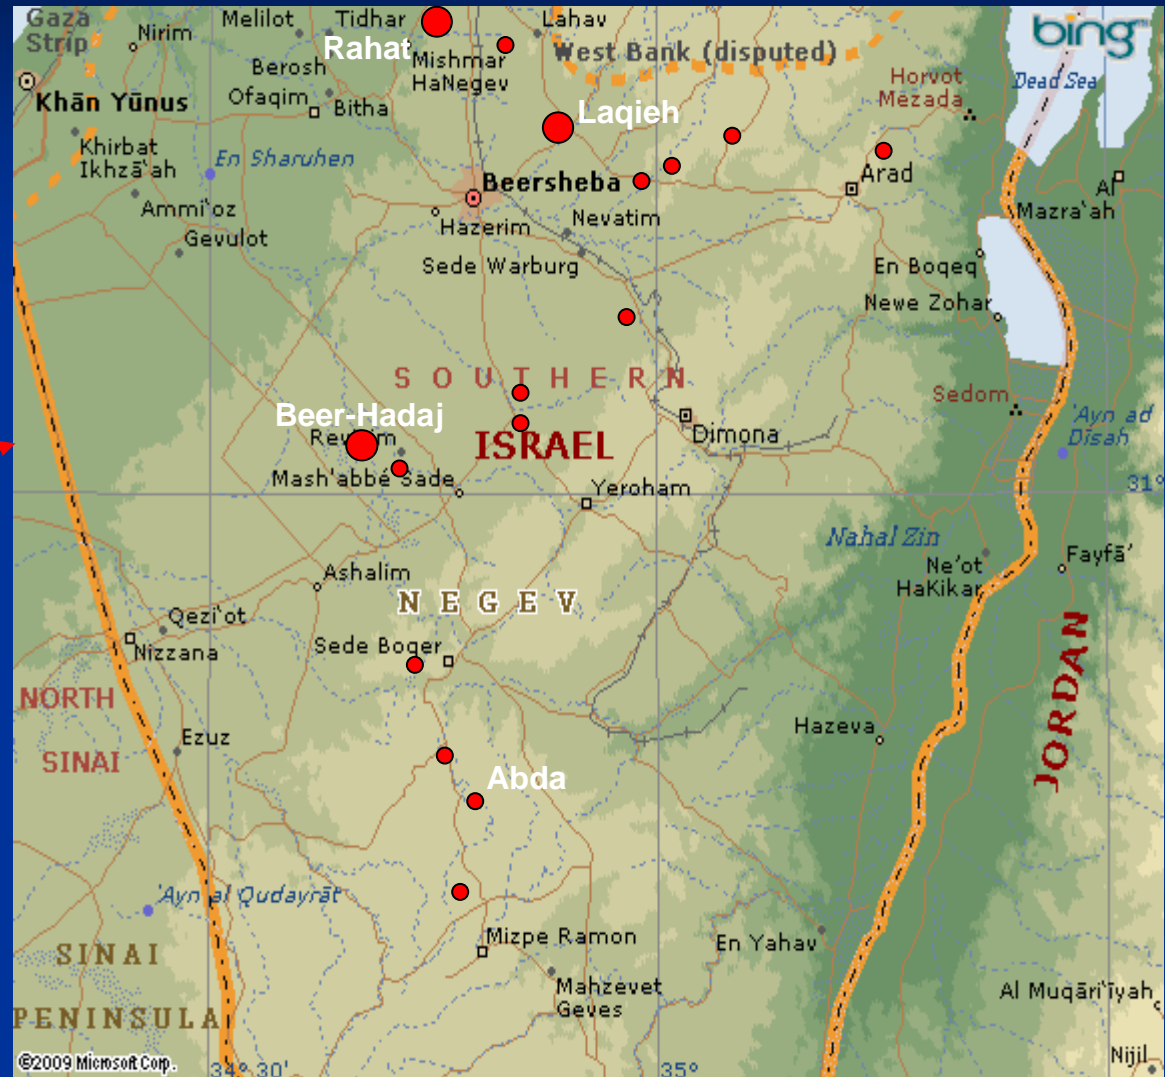 Gaza
Strip
Nirim
Melilot
Tidhar
Lahav
bing
Rahat
Mishmar
HaNegev
West Bank (disputed)
Berosh
Horvot
Mezada
Dead Sea
Khān Yūnus
Ofaqim
Bitha
Laqieh
Khirbat
Ikhzā'ah
En Sharuhen
Beersheba
Arad
Al
Mazra'ah
Ammi'oz
Hazerim
Nevatim
Gevulot
Sede Warburg
En Boqeq
Newe Zohar
SOUTHERN
Sedom
'Ayn ad
Disah
Beer-Hadaj
ISRAEL
Dimona
Mash'abbé Sade
Yeroham
31°
Nahal Zin
Ne'ot
HaKikar
Fayfā'
Ashalim
NEGEV
Qezi'ot
Nizzana
Sede Boqer
JORDAN
NORTH
SINAI
Ezuz
Hazeva
Abda
'Ayn al Qudayrāt
Mizpe Ramon
En Yahav
SINAI
PENINSULA
Mahzevet
Geves
Al Muqāri'īyah
Nijil
©2009 Microsoft Corp.
34° 30'
35°